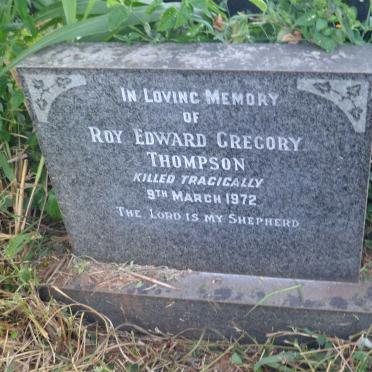 In Loving Memory
of
Roy Edward Gregory
Thompson
Killed Tragically
9th March 1972
The Lord is my Shepherd